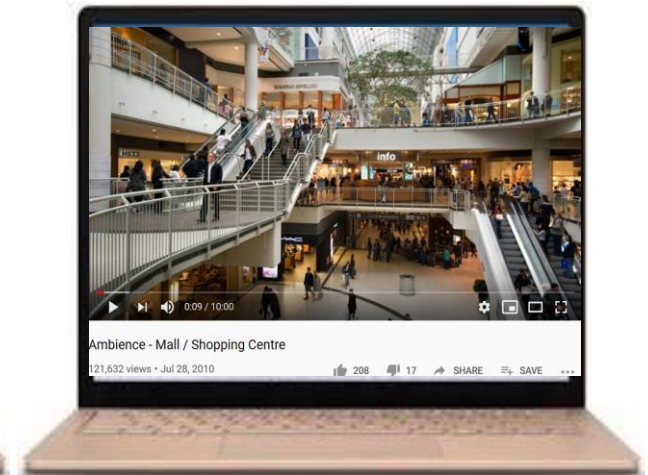 info
MAC
0:09 / 10:00
Ambience - Mall / Shopping Centre
121,632 views • Jul 28, 2010 208 17 SHARE SAVE